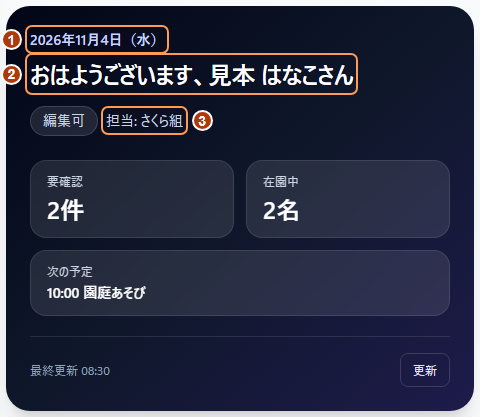 1 2026年11月4日（水）
2 おはようございます、見本 はなこさん
編集可 担当: さくら組 3
要確認 在園中
2件 2名
次の予定
10:00 園庭あそび
最終更新 08:30 更新